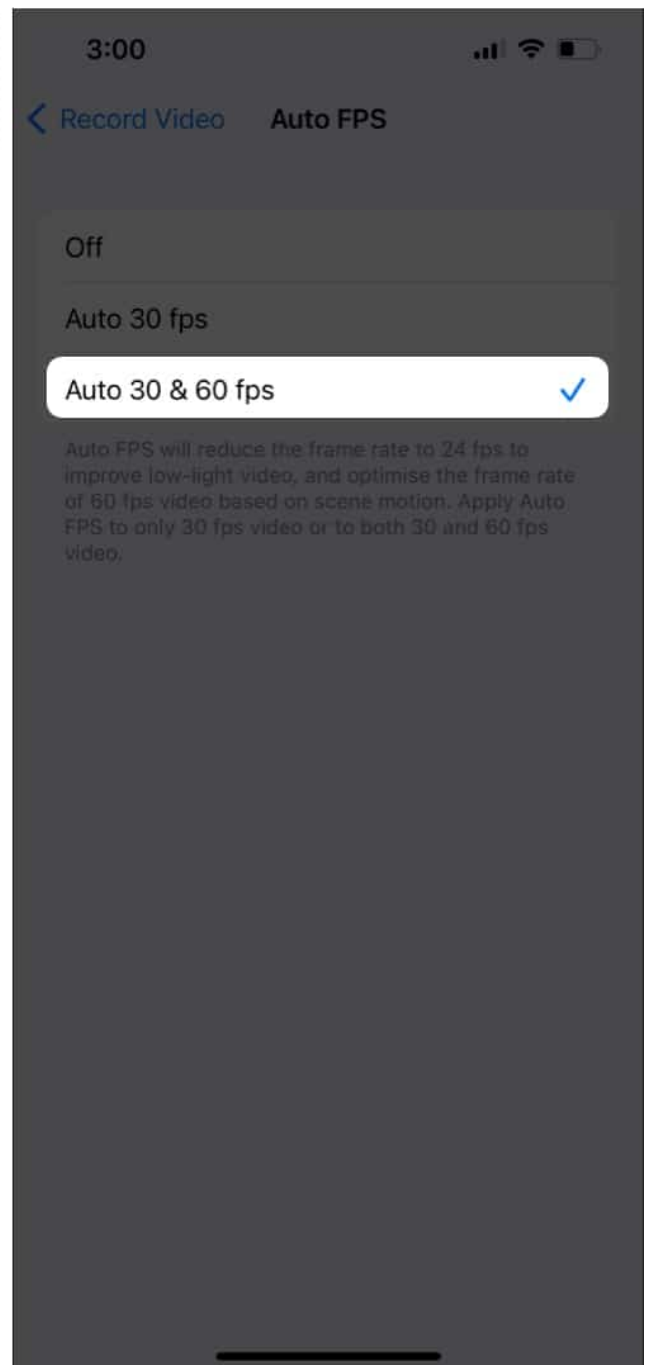 3:00
Record Video
Auto FPS
Off
Auto 30 fps
Auto 30 & 60 fps
Auto FPS will reduce the frame rate to 24 fps to
improve low-light video, and optimise the frame rate
of 60 fps video based on scene motion. Apply Auto
FPS to only 30 fps video or to both 30 and 60 fps
video.